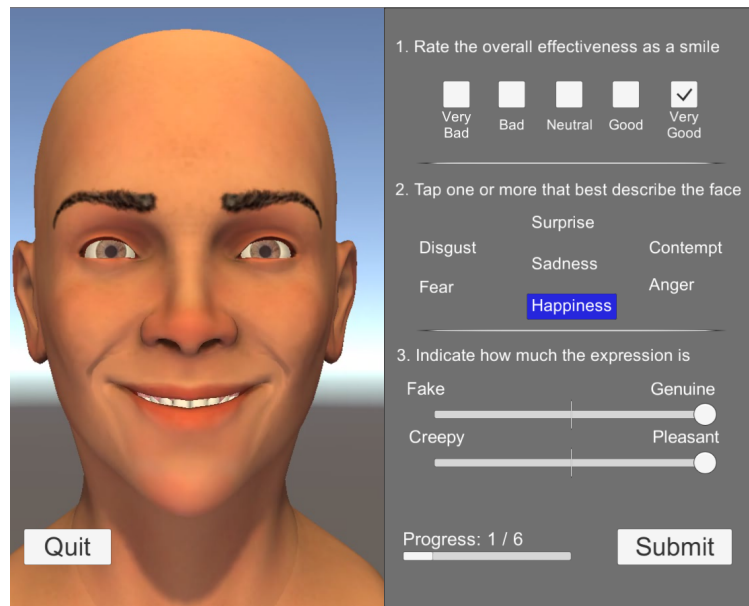 1. Rate the overall effectiveness as a smile
Very Bad
Bad
Neutral
Good
Very Good
2. Tap one or more that best describe the face
Surprise
Disgust
Contempt
Sadness
Fear
Anger
Happiness
3. Indicate how much the expression is
Fake Genuine
Creepy Pleasant
Quit
Progress: 1 / 6
Submit